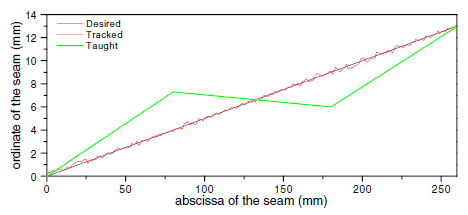 14
12
10
8
6
4
2
0
ordinate of the seam (mm)
Desired
Tracked
Taught
0 50 100 150 200 250
abscissa of the seam (mm)